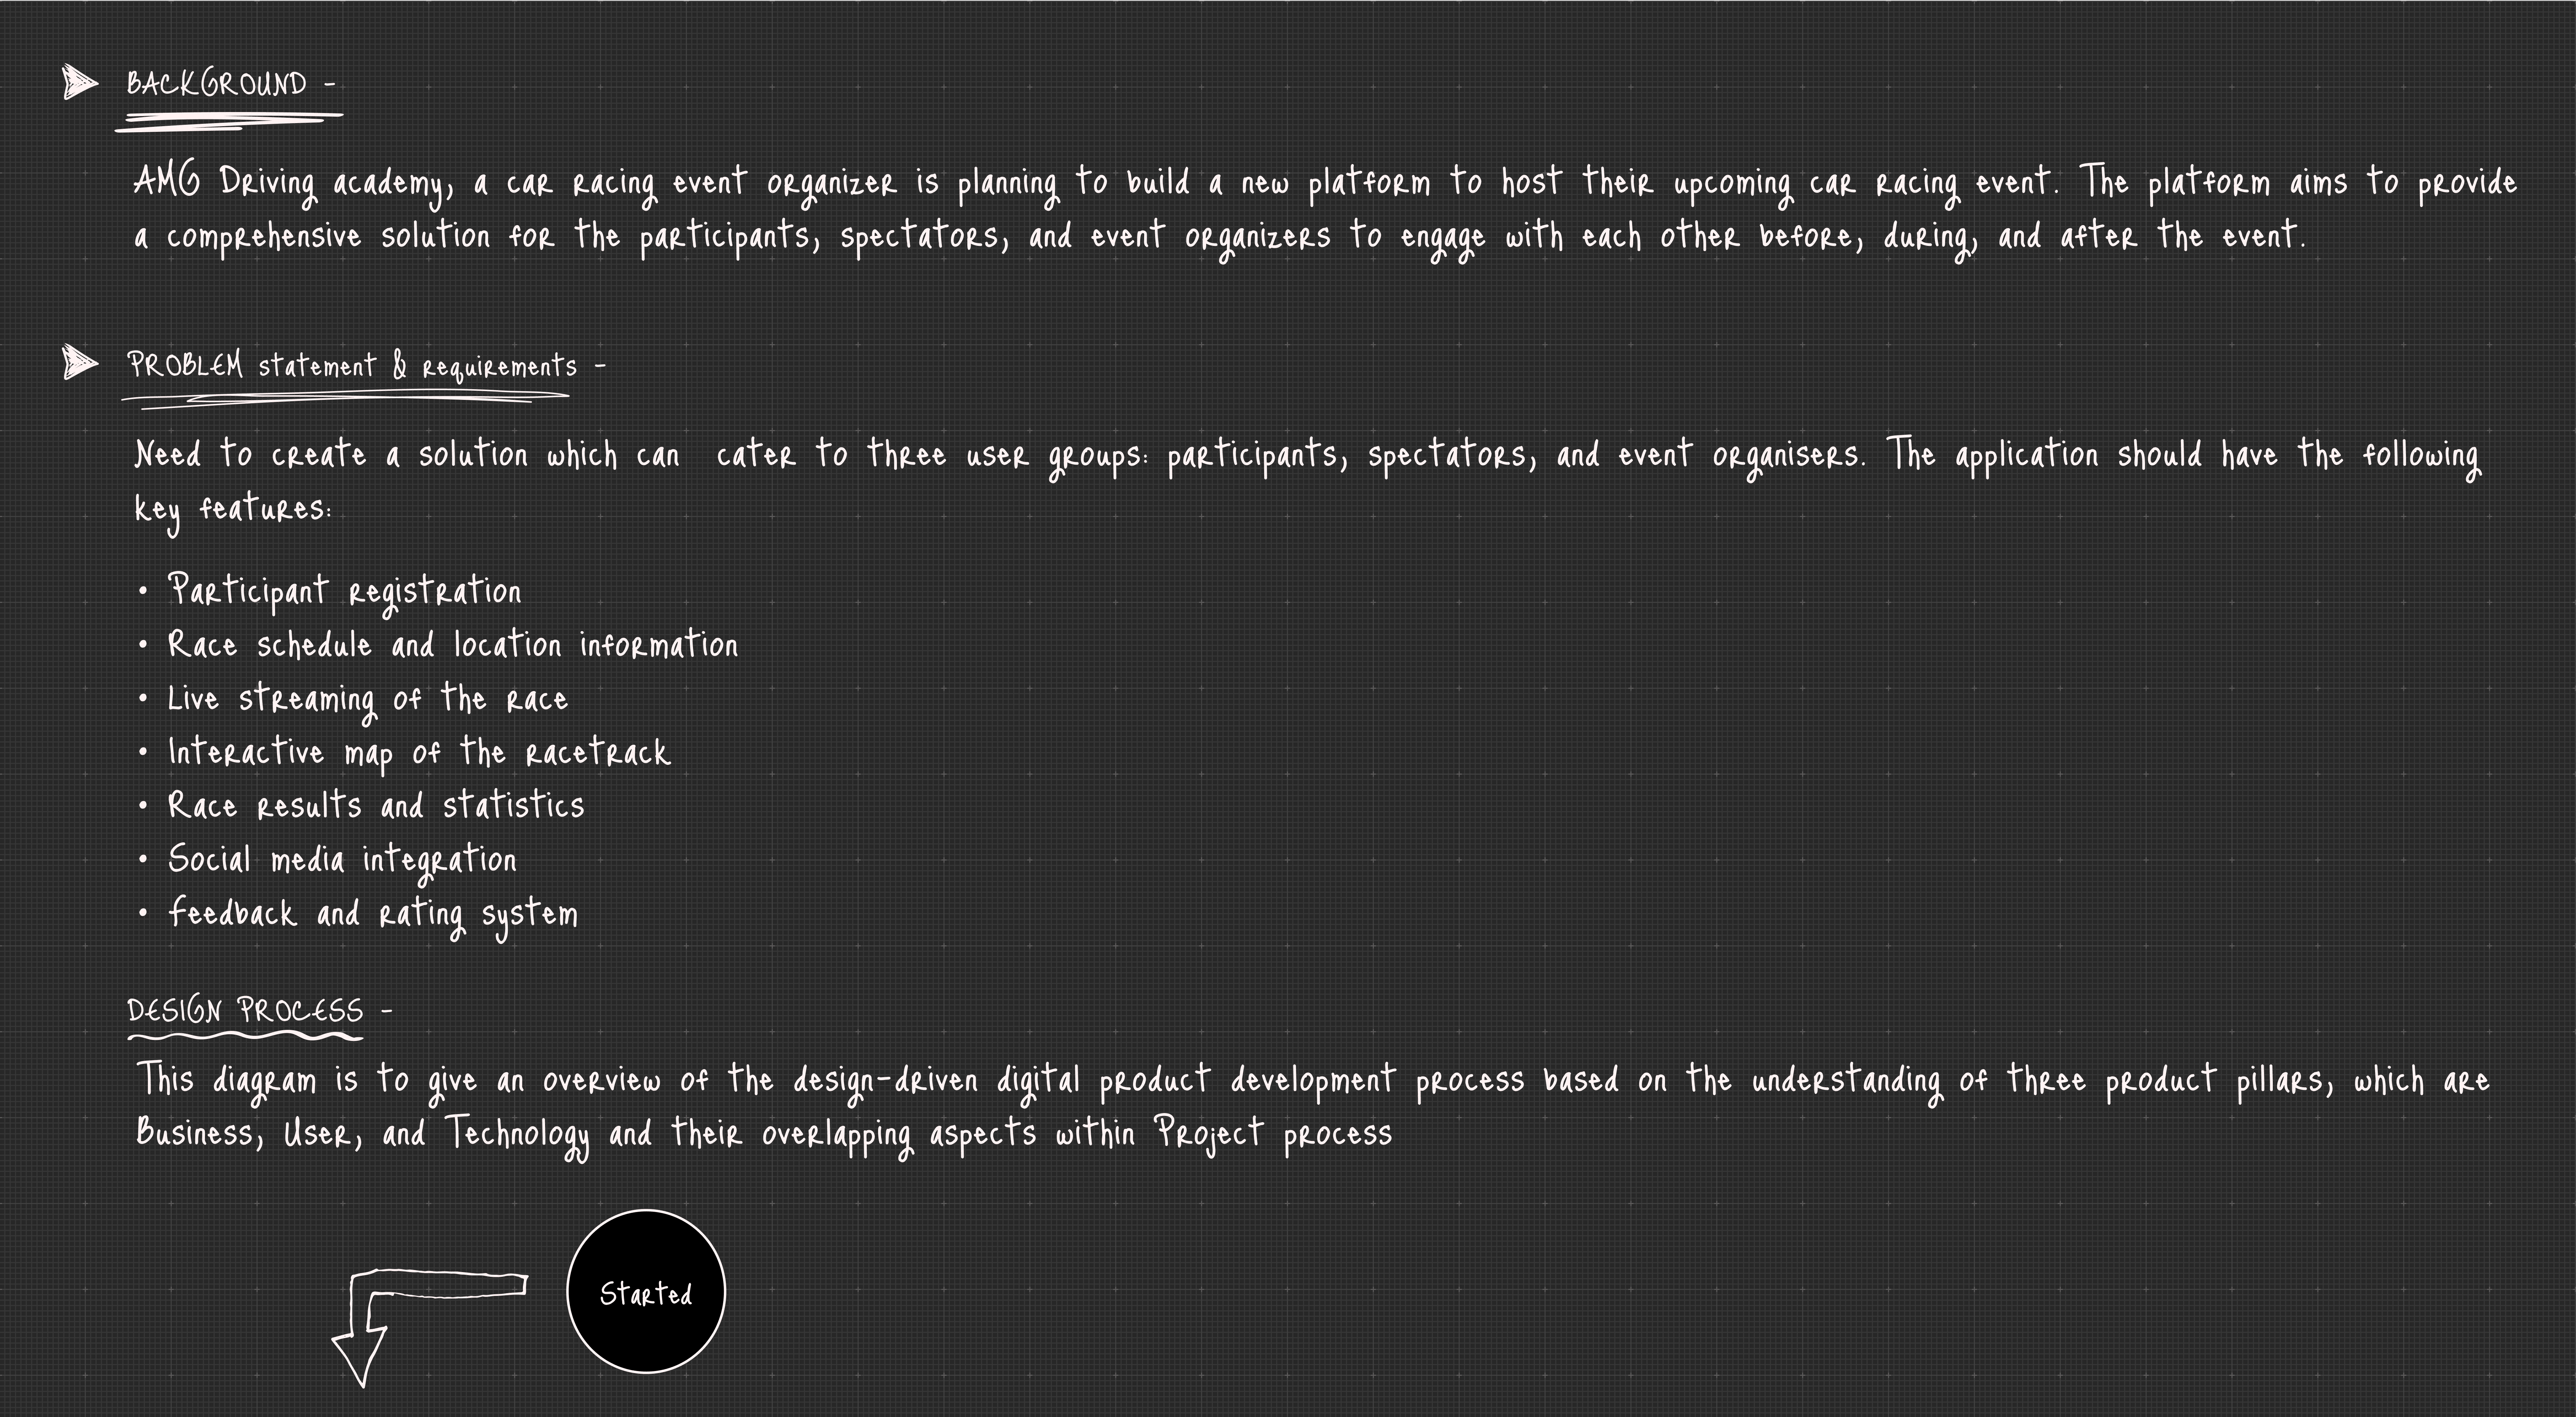 BACKGROUND -
AMG Driving academy, a car racing event organizer is planning to build a new platform to host their upcoming car racing event. The platform aims to provide
a comprehensive solution for the participants, spectators, and event organizers to engage with each other before, during, and after the event.
PROBLEM statement & requirements -
Need to create a solution which can cater to three user groups: participants, spectators, and event organisers. The application should have the following
key features:
• Participant registration
• Race schedule and location information
• Live streaming of the race
• Interactive map of the racetrack
• Race results and statistics
• Social media integration
• feedback and rating system
DESIGN PROCESS -
This diagram is to give an overview of the design-driven digital product development process based on the understanding of three product pillars, which are
Business, User, and Technology and their overlapping aspects within Project process
Started